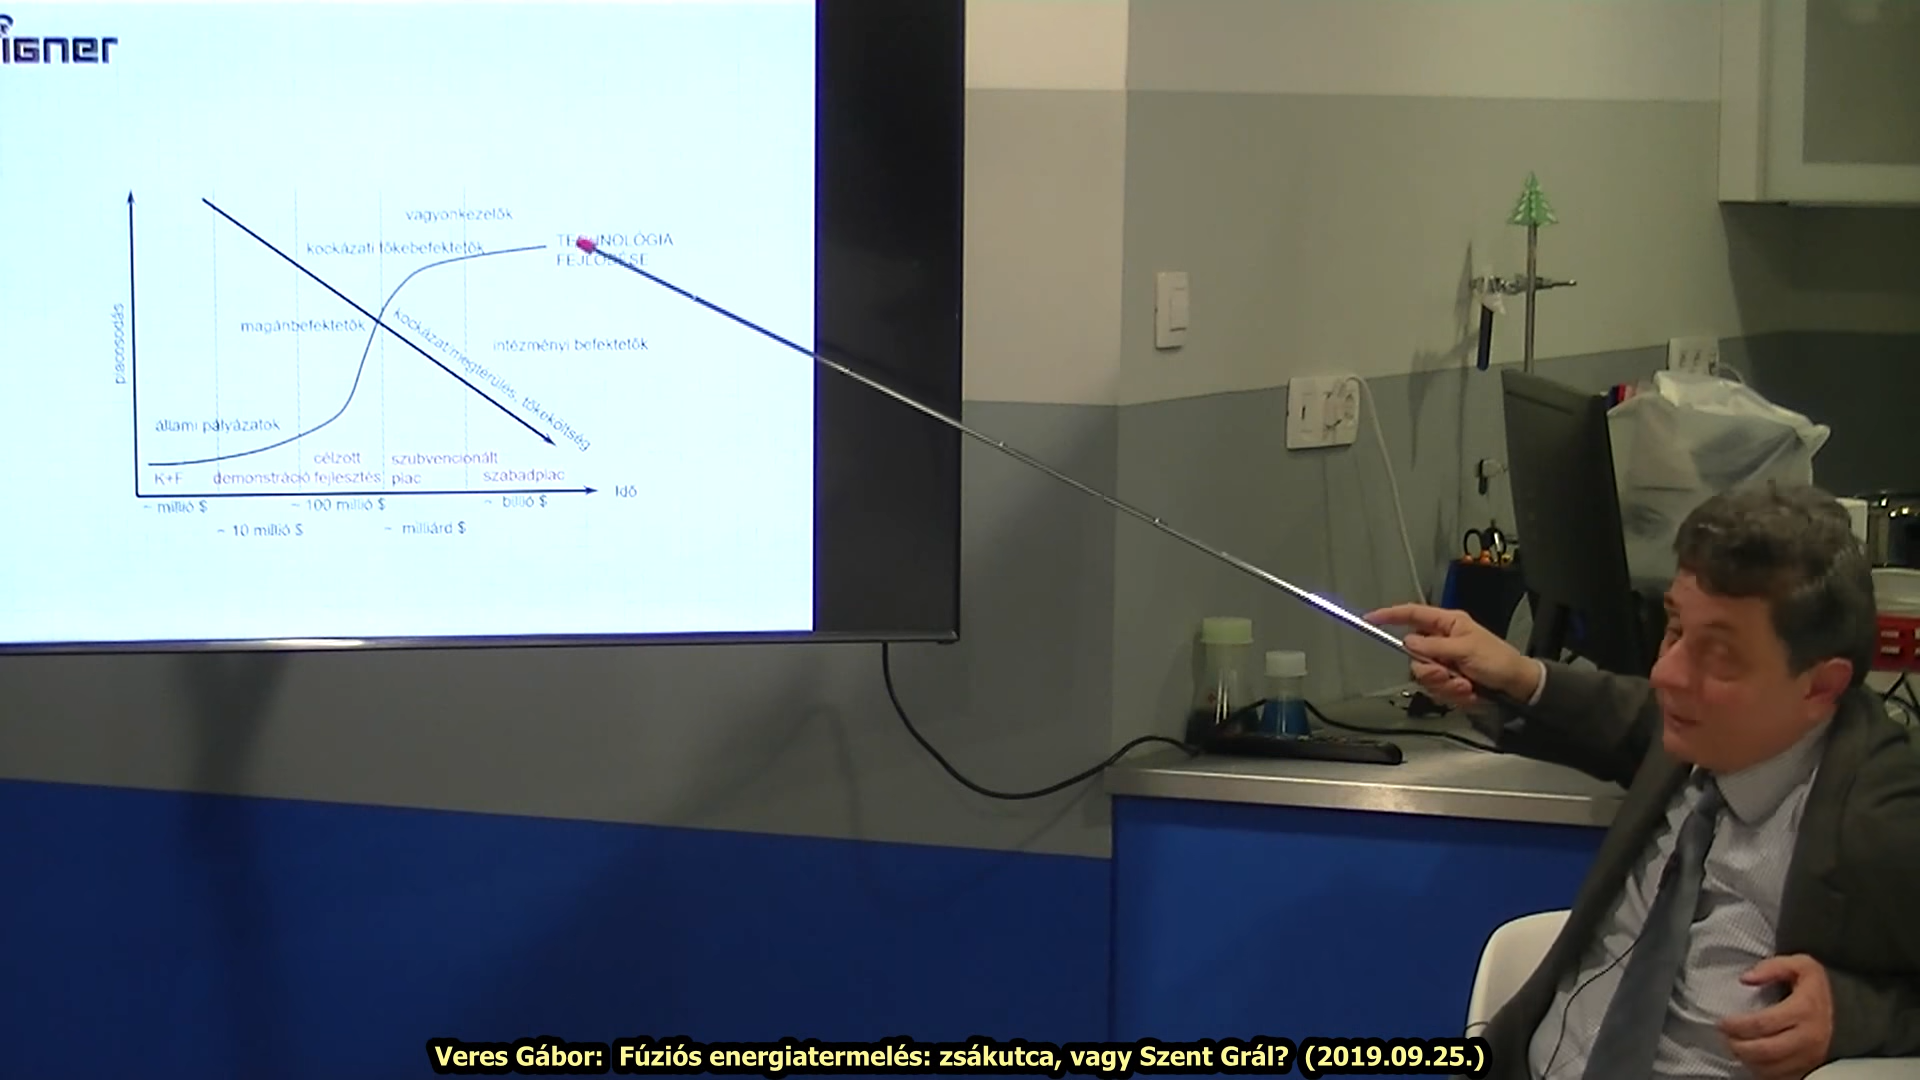 igner
vagyonkezelők
kockázati tőkebefektetők
TECHNOLÓGIA
FEJLŐDÉSE
magánbefektetők
kockázat/megtérülés, tőkeköltség
intézményi befektetők
piacosodás
állami pályázatok
célzott
szubvencionált
K+F
demonstráció
fejlesztés
piac
szabadpiac
Idő
~ millió $
~ 100 millió $
~ billió $
~ 10 millió $
~ milliárd $
Veres Gábor: Fúziós energiatermelés: zsákutca, vagy Szent Grál? (2019.09.25.)